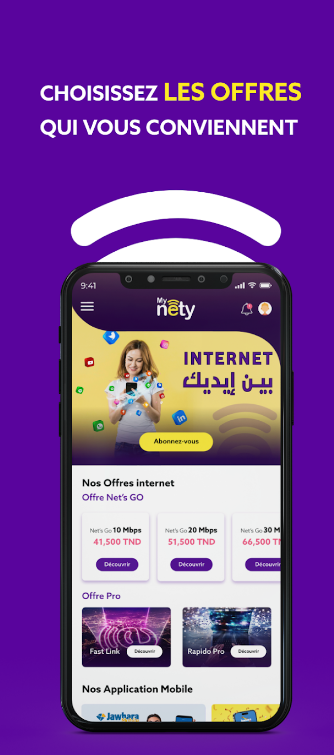 CHOISISSEZ LES OFFRES
QUI VOUS CONVIENNENT
9:41
My
nety
INTERNET
بين إيديك
Abonnez-vous
Nos Offres internet
Offre Net's GO
Net's Go 10 Mbps
41,500 TND
Découvrir
Net's Go 20 Mbps
51,500 TND
Découvrir
Net's Go 30 M
66,500 TN
Découvri
Offre Pro
Fast Link
Découvrir
Rapido Pro
Découvrir
Nos Application Mobile
Jawhara